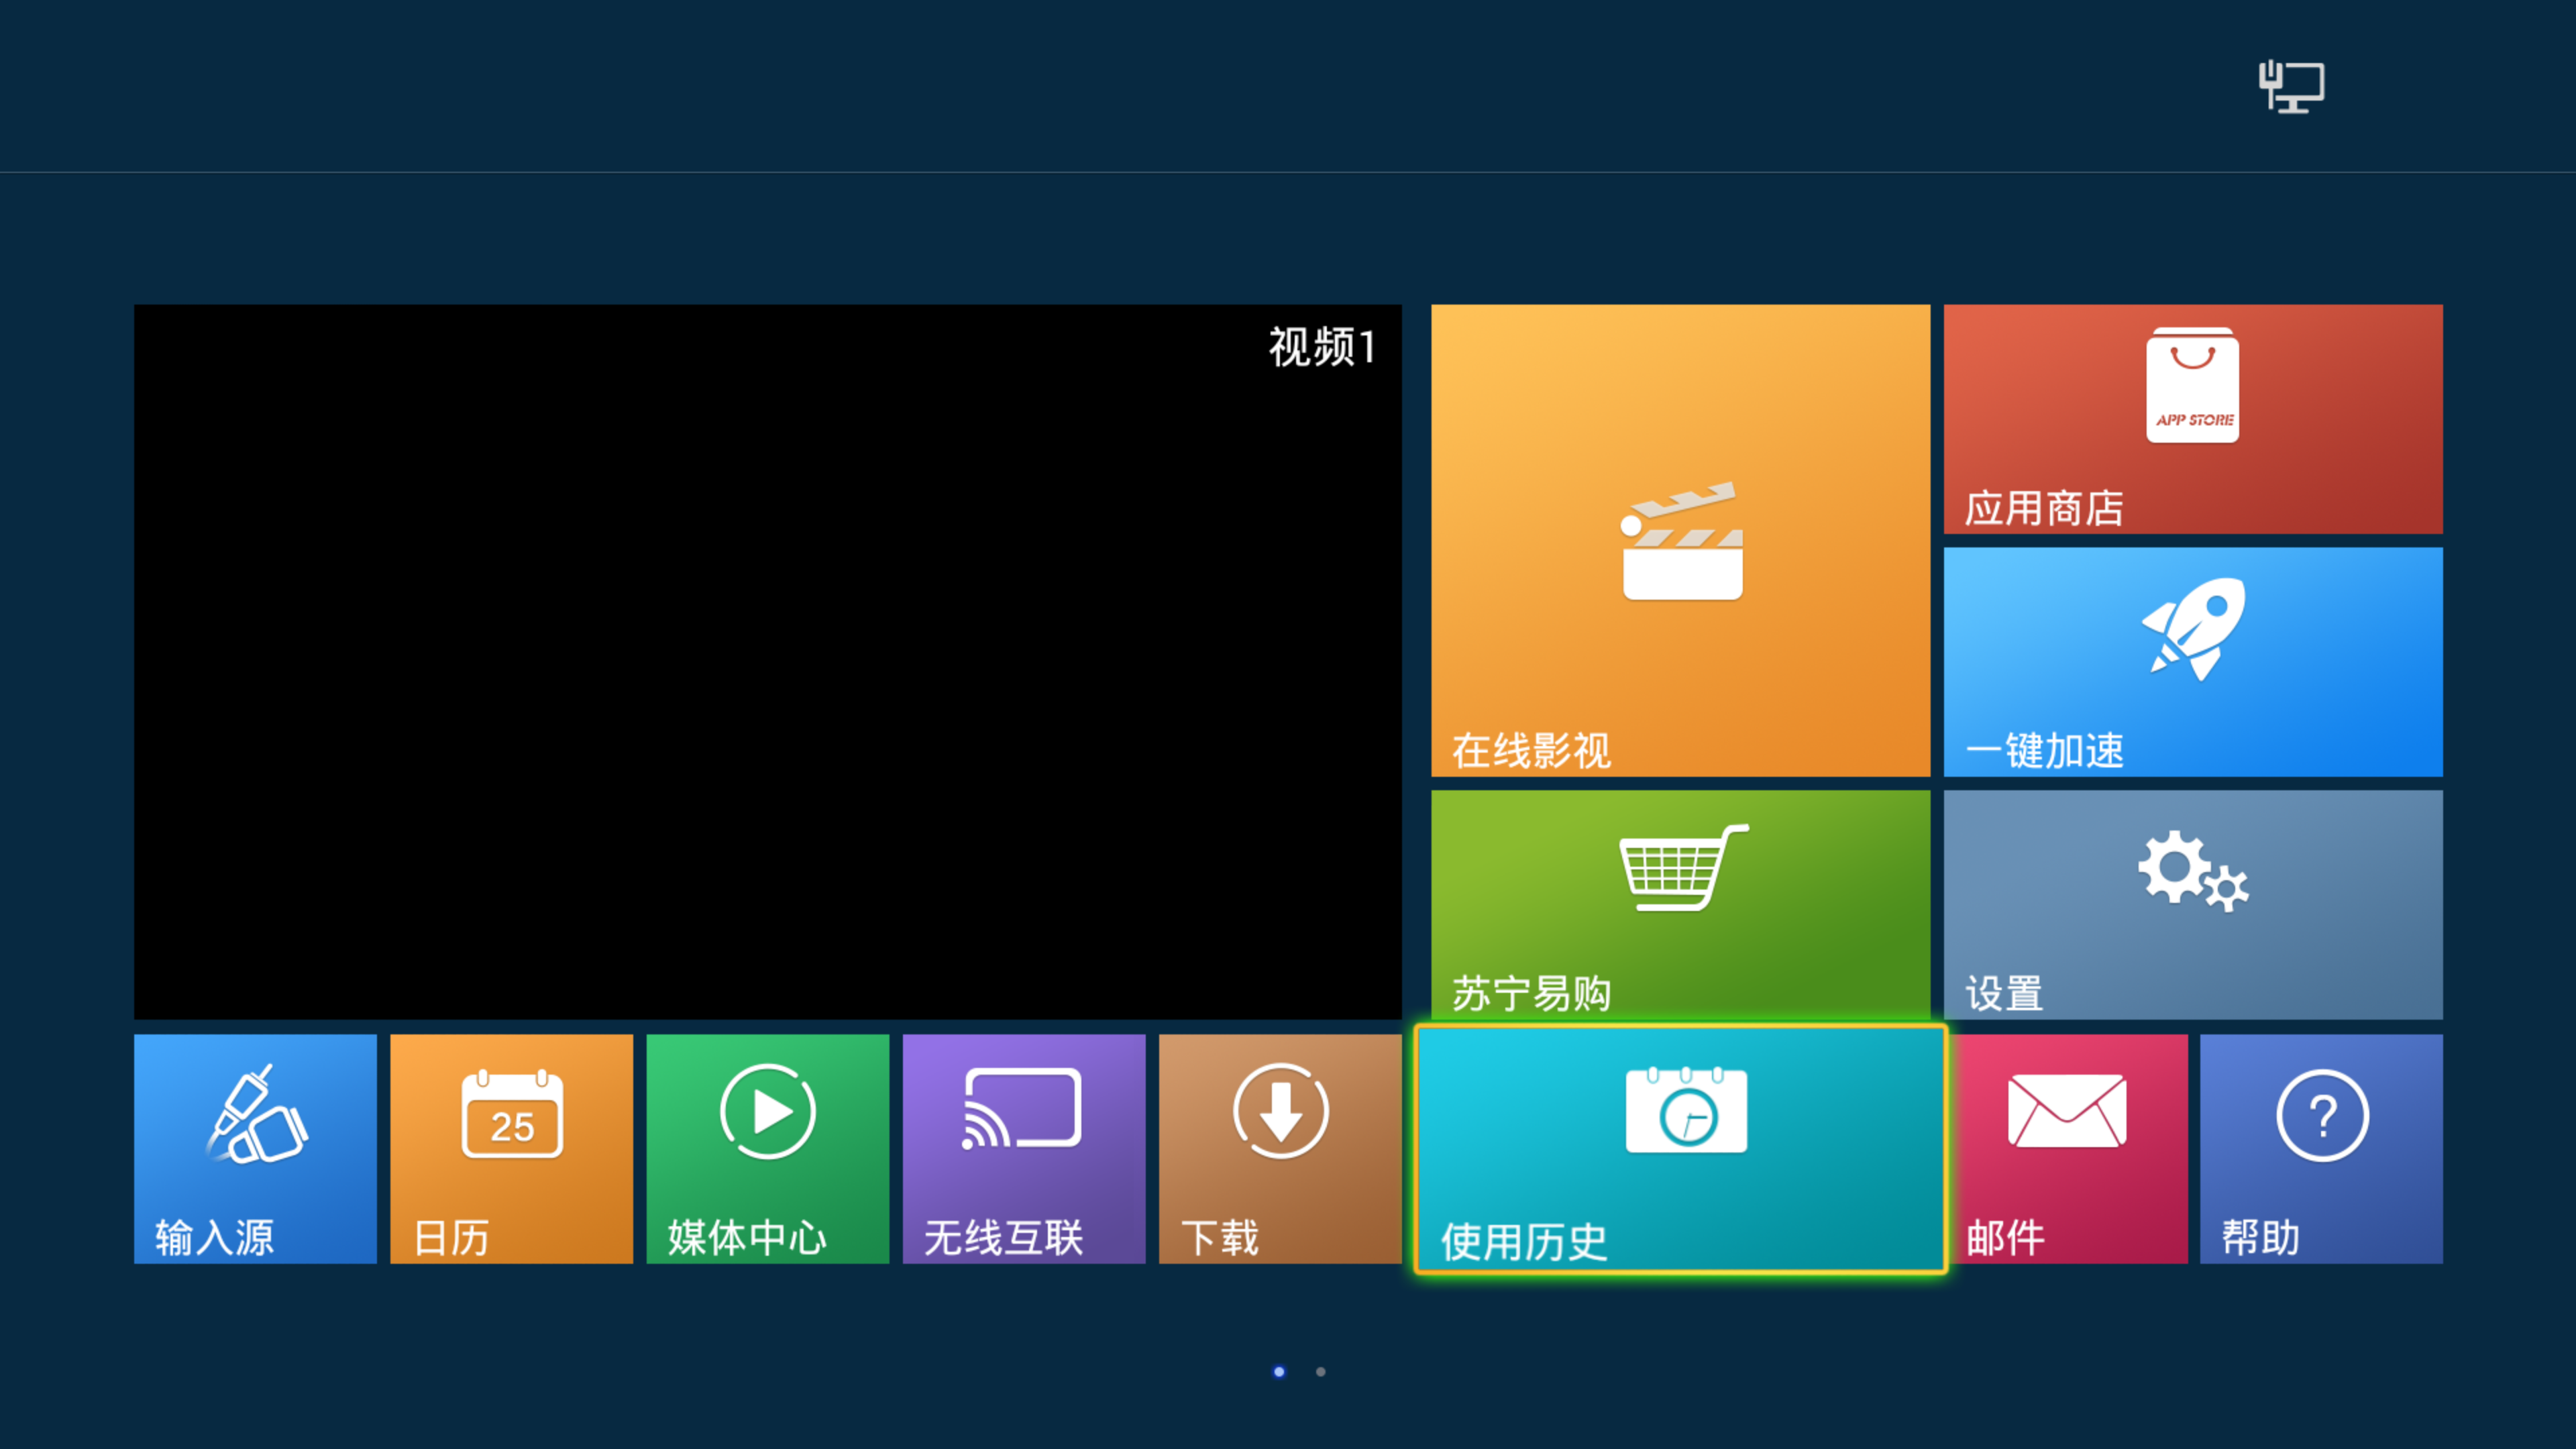 视频1
APP STORE
应用商店
在线影视
一键加速
苏宁易购
设置
25
输入源
日历
媒体中心
无线互联
下载
使用历史
邮件
?
帮助